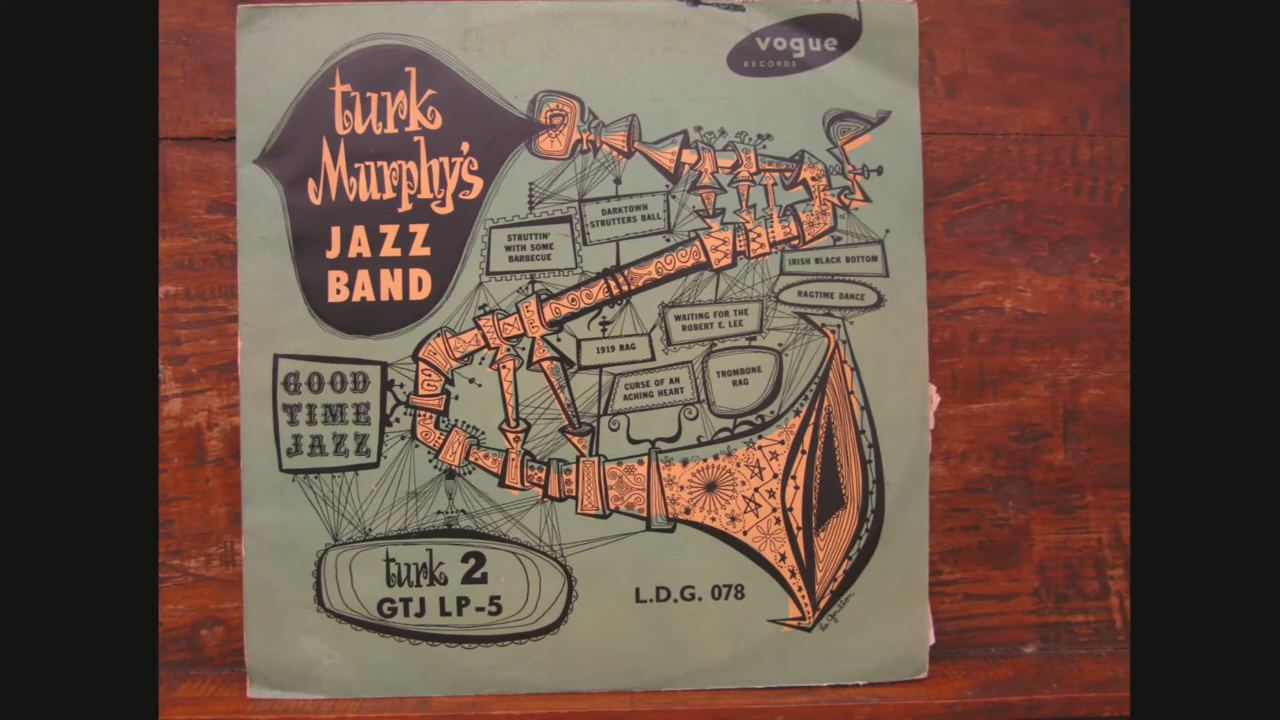 vogue
RECORDS
turk
Murphy's
JAZZ
BAND
DARKTOWN
STRUTTERS BALL
STRUTTIN'
WITH SOME
BARBECUE
IRISH BLACK BOTTOM
RAGTIME DANCE
WAITING FOR THE
ROBERT E. LEE
1919 RAG
TROMBONE
RAG
CURSE OF AN
ACHING HEART
GOOD
TIME
JAZZ
turk 2
GTJ LP-5
L.D.G. 078